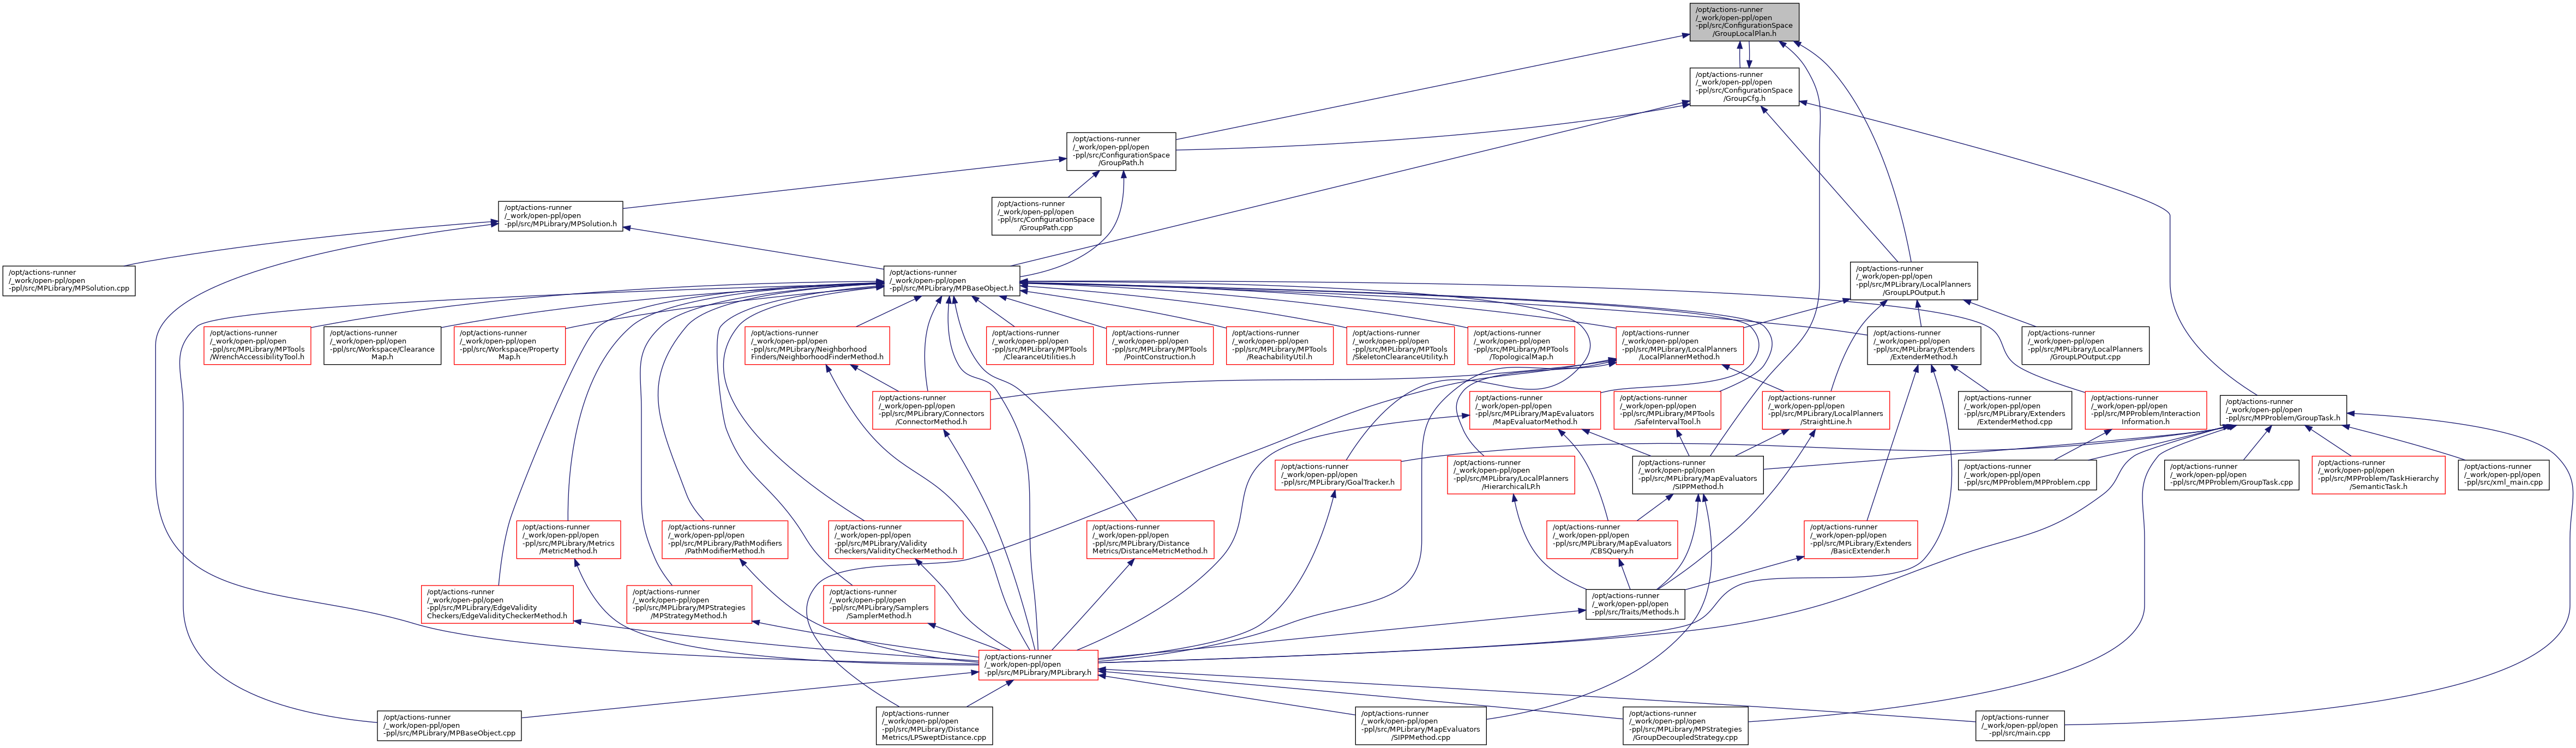 /opt/actions-runner
/_work/open-ppl/open
-ppl/src/ConfigurationSpace
/GroupLocalPlan.h
/opt/actions-runner
/_work/open-ppl/open
-ppl/src/ConfigurationSpace
/GroupCfg.h
/opt/actions-runner
/_work/open-ppl/open
-ppl/src/ConfigurationSpace
/GroupPath.h
/opt/actions-runner
/_work/open-ppl/open
-ppl/src/MPLibrary/MPSolution.h
/opt/actions-runner
/_work/open-ppl/open
-ppl/src/ConfigurationSpace
/GroupPath.cpp
/opt/actions-runner
/_work/open-ppl/open
-ppl/src/MPLibrary/MPSolution.cpp
/opt/actions-runner
/_work/open-ppl/open
-ppl/src/MPLibrary/MPBaseObject.h
/opt/actions-runner
/_work/open-ppl/open
-ppl/src/MPLibrary/LocalPlanners
/GroupLPOutput.h
/opt/actions-runner
/_work/open-ppl/open
-ppl/src/MPLibrary/MPTools
/WrenchAccessibilityTool.h
/opt/actions-runner
/_work/open-ppl/open
-ppl/src/Workspace/Clearance
Map.h
/opt/actions-runner
/_work/open-ppl/open
-ppl/src/Workspace/Property
Map.h
/opt/actions-runner
/_work/open-ppl/open
-ppl/src/MPLibrary/Neighborhood
Finders/NeighborhoodFinderMethod.h
/opt/actions-runner
/_work/open-ppl/open
-ppl/src/MPLibrary/MPTools
/ClearanceUtilities.h
/opt/actions-runner
/_work/open-ppl/open
-ppl/src/MPLibrary/MPTools
/PointConstruction.h
/opt/actions-runner
/_work/open-ppl/open
-ppl/src/MPLibrary/MPTools
/ReachabilityUtil.h
/opt/actions-runner
/_work/open-ppl/open
-ppl/src/MPLibrary/MPTools
/SkeletonClearanceUtility.h
/opt/actions-runner
/_work/open-ppl/open
-ppl/src/MPLibrary/MPTools
/TopologicalMap.h
/opt/actions-runner
/_work/open-ppl/open
-ppl/src/MPLibrary/LocalPlanners
/LocalPlannerMethod.h
/opt/actions-runner
/_work/open-ppl/open
-ppl/src/MPLibrary/Extenders
/ExtenderMethod.h
/opt/actions-runner
/_work/open-ppl/open
-ppl/src/MPLibrary/LocalPlanners
/GroupLPOutput.cpp
/opt/actions-runner
/_work/open-ppl/open
-ppl/src/MPLibrary/Connectors
/ConnectorMethod.h
/opt/actions-runner
/_work/open-ppl/open
-ppl/src/MPLibrary/MapEvaluators
/MapEvaluatorMethod.h
/opt/actions-runner
/_work/open-ppl/open
-ppl/src/MPLibrary/MPTools
/SafeIntervalTool.h
/opt/actions-runner
/_work/open-ppl/open
-ppl/src/MPLibrary/LocalPlanners
/StraightLine.h
/opt/actions-runner
/_work/open-ppl/open
-ppl/src/MPLibrary/Extenders
/ExtenderMethod.cpp
/opt/actions-runner
/_work/open-ppl/open
-ppl/src/MPProblem/Interaction
Information.h
/opt/actions-runner
/_work/open-ppl/open
-ppl/src/MPProblem/GroupTask.h
/opt/actions-runner
/_work/open-ppl/open
-ppl/src/MPLibrary/GoalTracker.h
/opt/actions-runner
/_work/open-ppl/open
-ppl/src/MPLibrary/LocalPlanners
/HierarchicalLP.h
/opt/actions-runner
/_work/open-ppl/open
-ppl/src/MPLibrary/MapEvaluators
/SIPPMethod.h
/opt/actions-runner
/_work/open-ppl/open
-ppl/src/MPProblem/MPProblem.cpp
/opt/actions-runner
/_work/open-ppl/open
-ppl/src/MPProblem/GroupTask.cpp
/opt/actions-runner
/_work/open-ppl/open
-ppl/src/MPProblem/TaskHierarchy
/SemanticTask.h
/opt/actions-runner
/_work/open-ppl/open
-ppl/src/xml_main.cpp
/opt/actions-runner
/_work/open-ppl/open
-ppl/src/MPLibrary/Metrics
/MetricMethod.h
/opt/actions-runner
/_work/open-ppl/open
-ppl/src/MPLibrary/PathModifiers
/PathModifierMethod.h
/opt/actions-runner
/_work/open-ppl/open
-ppl/src/MPLibrary/Validity
Checkers/ValidityCheckerMethod.h
/opt/actions-runner
/_work/open-ppl/open
-ppl/src/MPLibrary/Distance
Metrics/DistanceMetricMethod.h
/opt/actions-runner
/_work/open-ppl/open
-ppl/src/MPLibrary/MapEvaluators
/CBSQuery.h
/opt/actions-runner
/_work/open-ppl/open
-ppl/src/MPLibrary/Extenders
/BasicExtender.h
/opt/actions-runner
/_work/open-ppl/open
-ppl/src/MPLibrary/EdgeValidity
Checkers/EdgeValidityCheckerMethod.h
/opt/actions-runner
/_work/open-ppl/open
-ppl/src/MPLibrary/MPStrategies
/MPStrategyMethod.h
/opt/actions-runner
/_work/open-ppl/open
-ppl/src/MPLibrary/Samplers
/SamplerMethod.h
/opt/actions-runner
/_work/open-ppl/open
-ppl/src/Traits/Methods.h
/opt/actions-runner
/_work/open-ppl/open
-ppl/src/MPLibrary/MPLibrary.h
/opt/actions-runner
/_work/open-ppl/open
-ppl/src/MPLibrary/MPBaseObject.cpp
/opt/actions-runner
/_work/open-ppl/open
-ppl/src/MPLibrary/Distance
Metrics/LPSweptDistance.cpp
/opt/actions-runner
/_work/open-ppl/open
-ppl/src/MPLibrary/MapEvaluators
/SIPPMethod.cpp
/opt/actions-runner
/_work/open-ppl/open
-ppl/src/MPLibrary/MPStrategies
/GroupDecoupledStrategy.cpp
/opt/actions-runner
/_work/open-ppl/open
-ppl/src/main.cpp